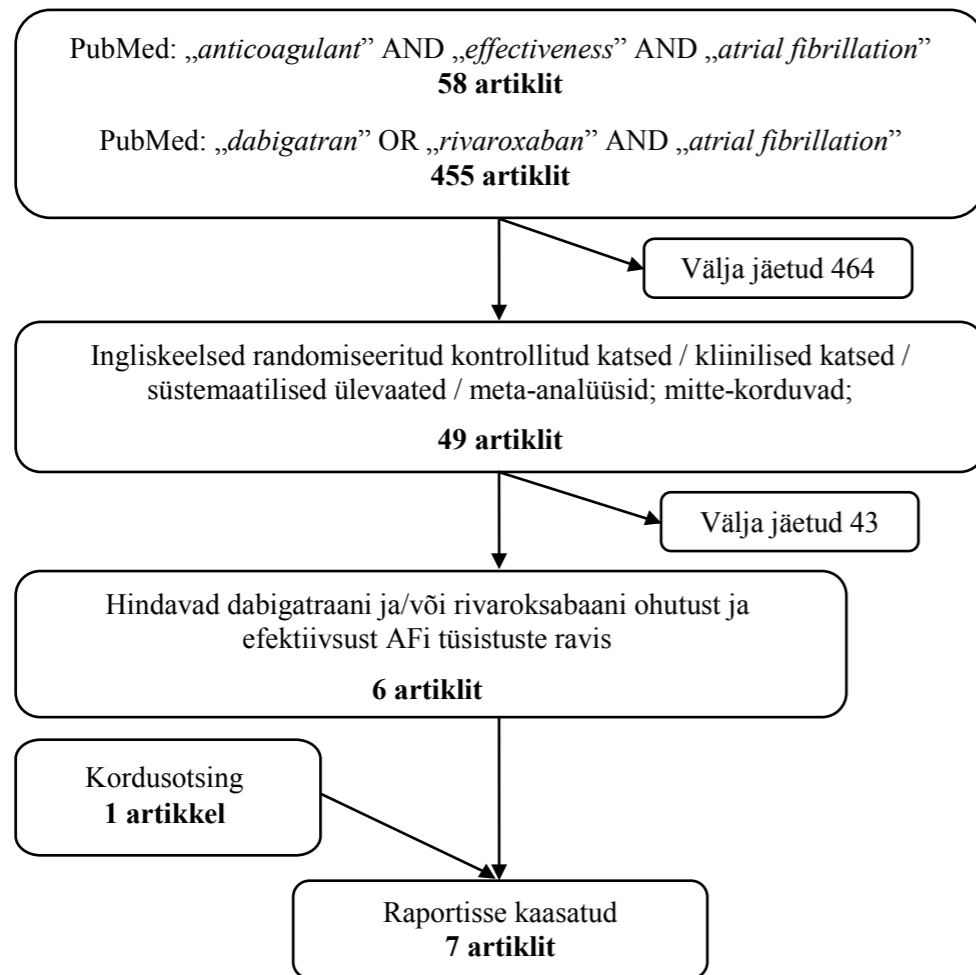 PubMed: „anticoagulant” AND „effectiveness” AND „atrial fibrillation”
58 artiklit
PubMed: „dabigatran” OR „rivaroxaban” AND „atrial fibrillation”
455 artiklit
Välja jäetud 464
Ingliskeelsed randomiseeritud kontrollitud katsed / kliinilised katsed /
süstemaatilised ülevaated / meta-analüüsid; mitte-korduvad;
49 artiklit
Välja jäetud 43
Hindavad dabigatraani ja/või rivaroksabaani ohutust ja
efektiivsust AFi tüsistuste ravis
6 artiklit
Kordusotsing
1 artikkel
Raportisse kaasatud
7 artiklit